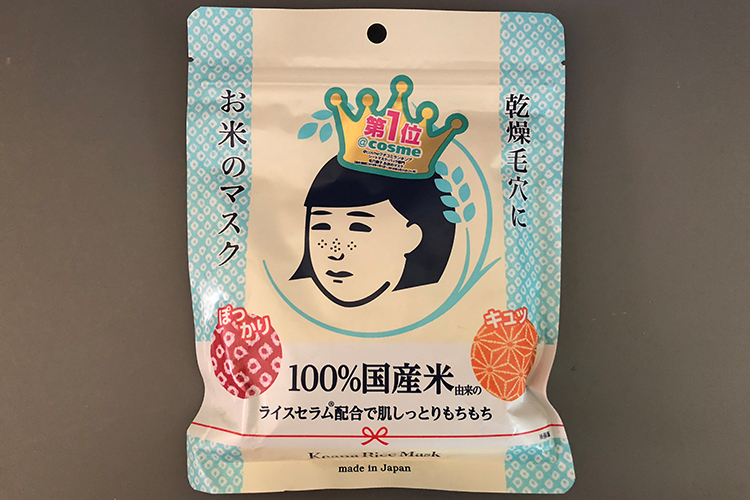 乾燥毛穴に
お米のマスク
第1位
@cosme
ぽっかり
キュッ
100%国産米由来の
ライスセラム®配合で肌しっとりもちもち
Keana Rice Mask
made in Japan